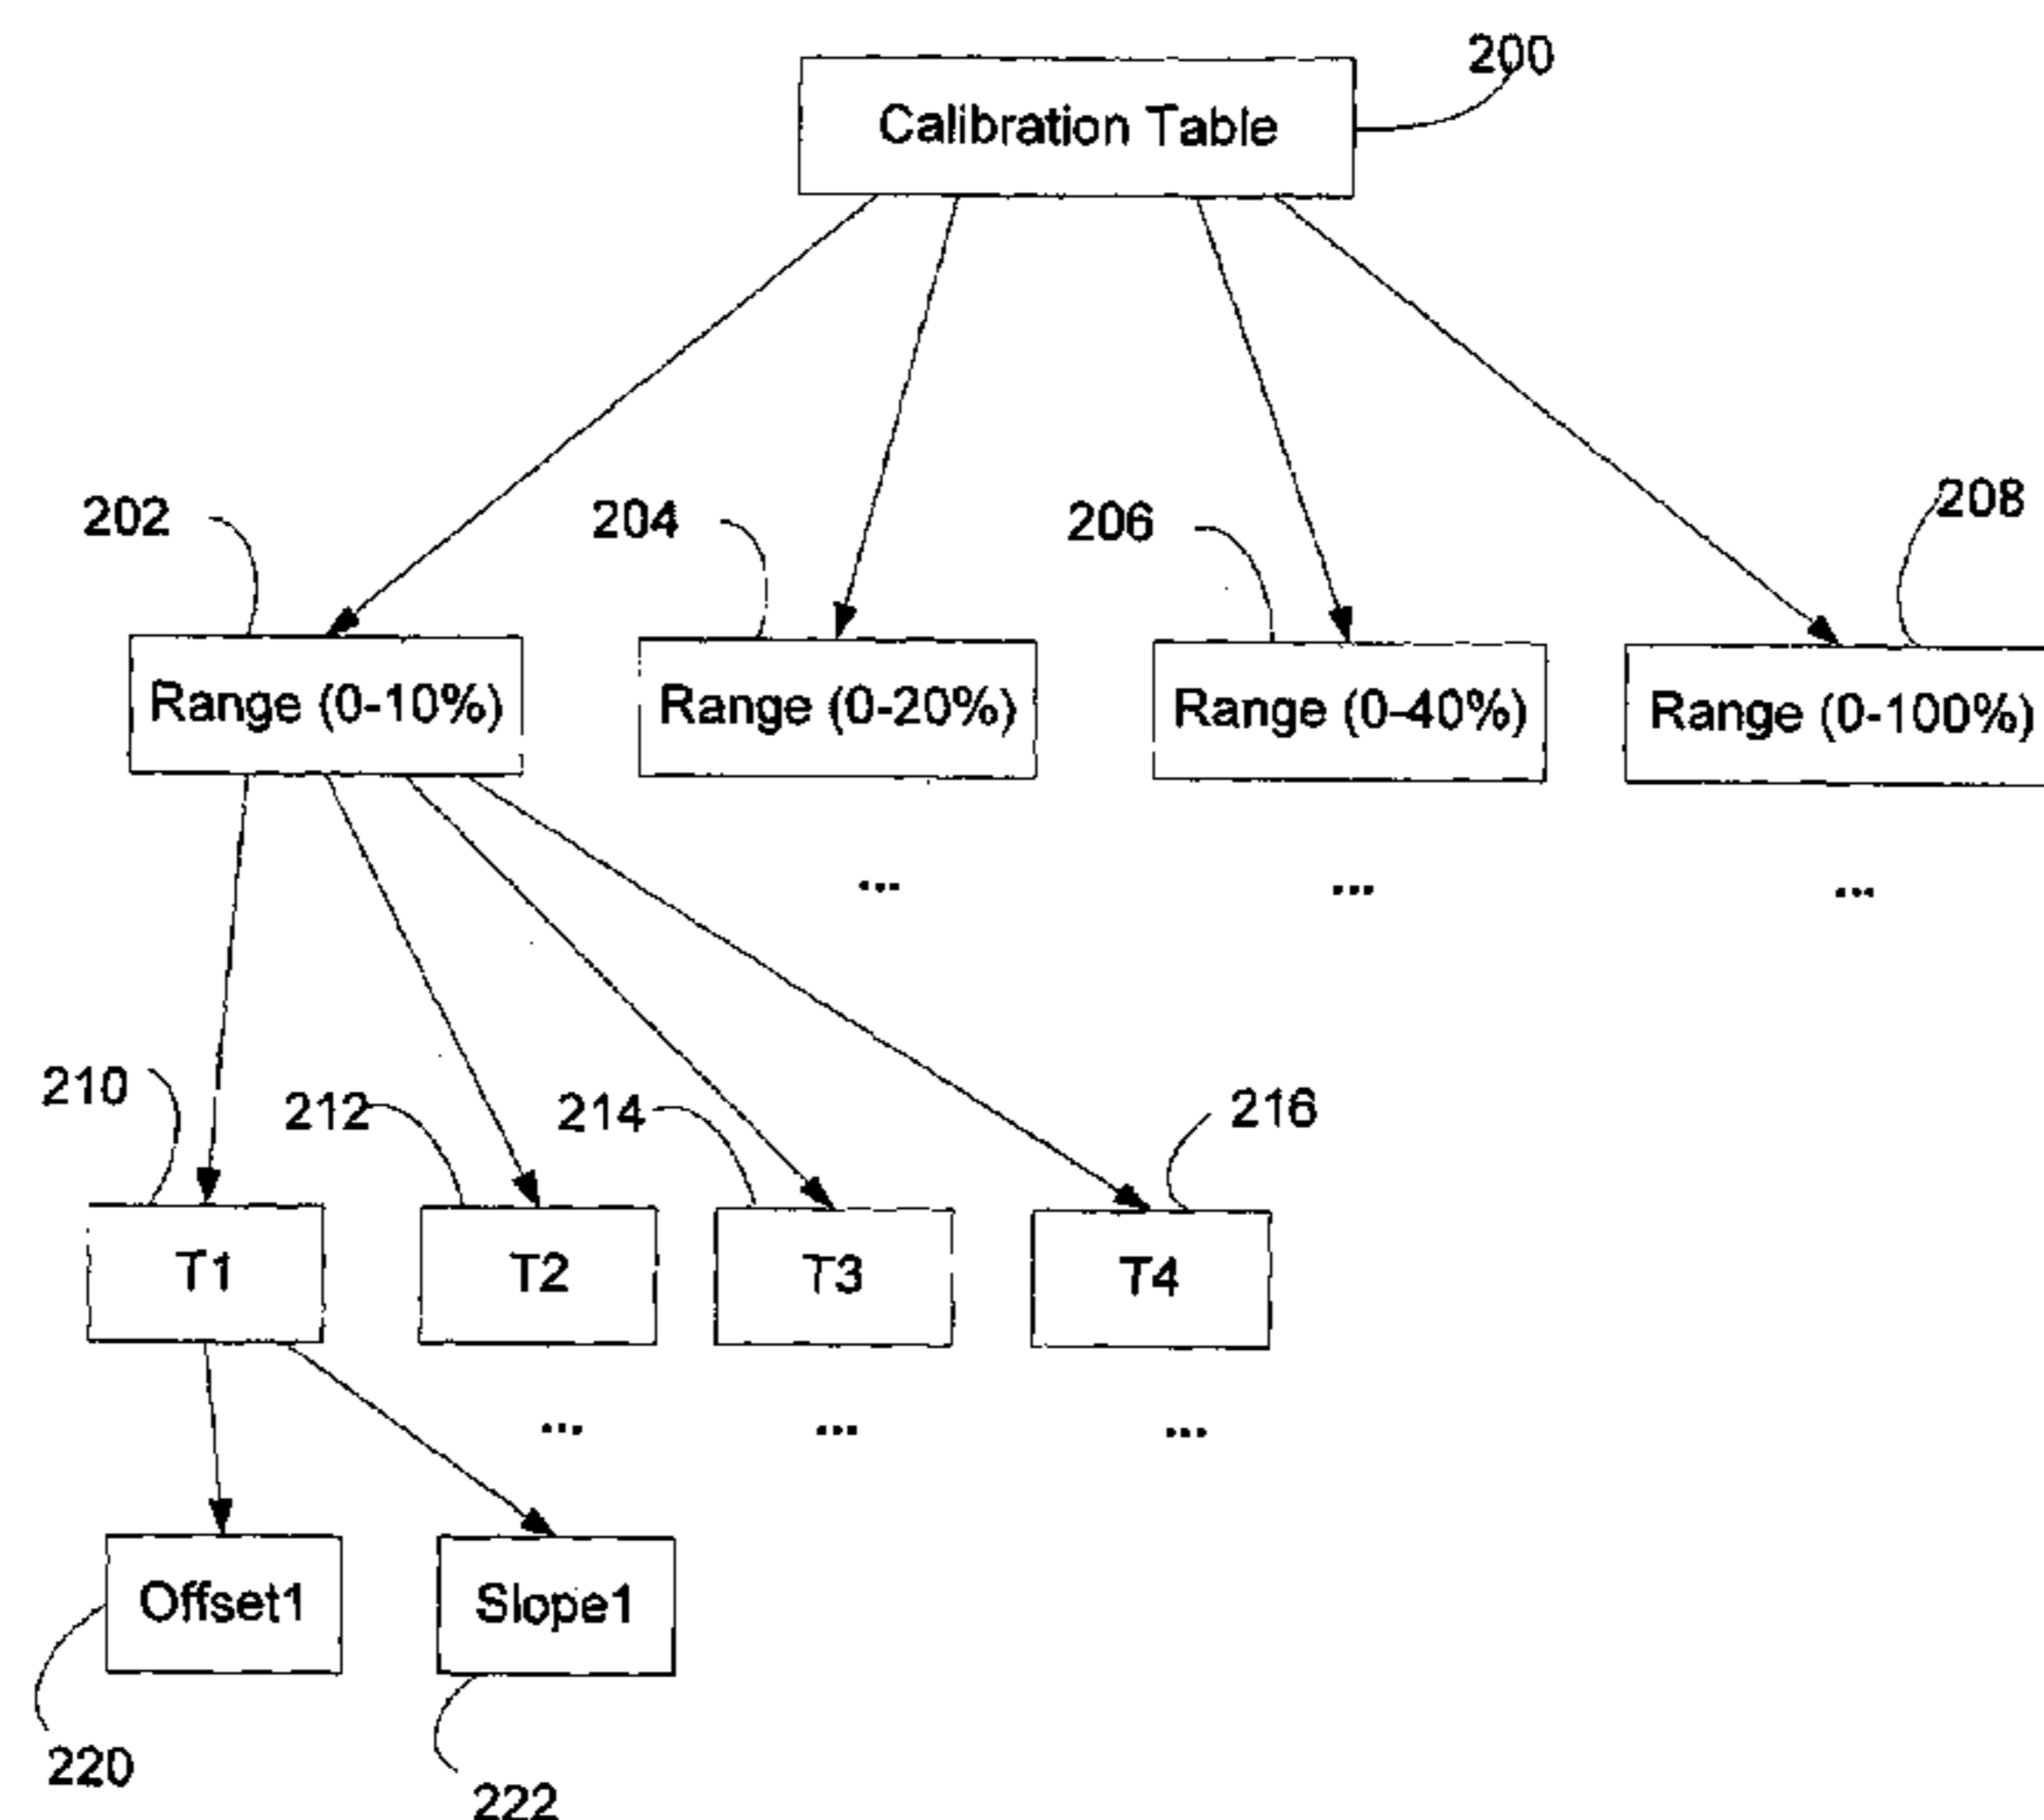 200
Calibration Table
202
204
206
208
Range (0-10%)
Range (0-20%)
Range (0-40%)
Range (0-100%)
...
...
...
210
212
214
216
T1
T2
T3
T4
...
...
...
Offset1
Slope1
220
222